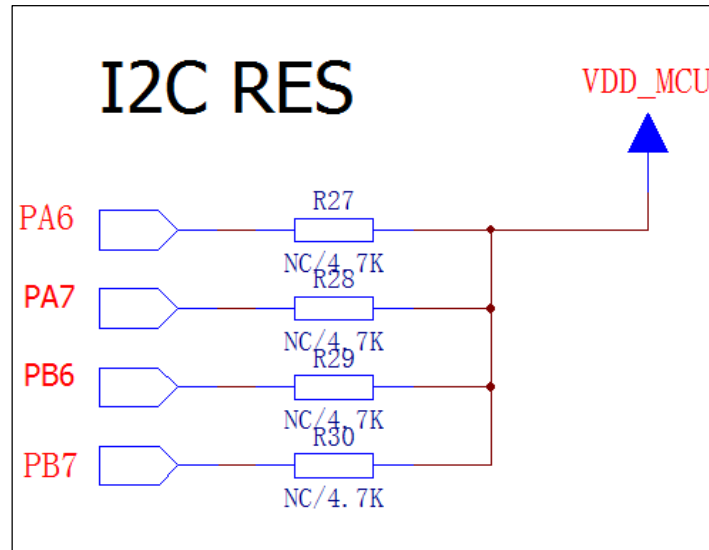 I2C RES
VDD_MCU
R27
PA6
NC/4.7K
R28
PA7
NC/4.7K
R29
PB6
NC/4.7K
R30
PB7
NC/4.7K